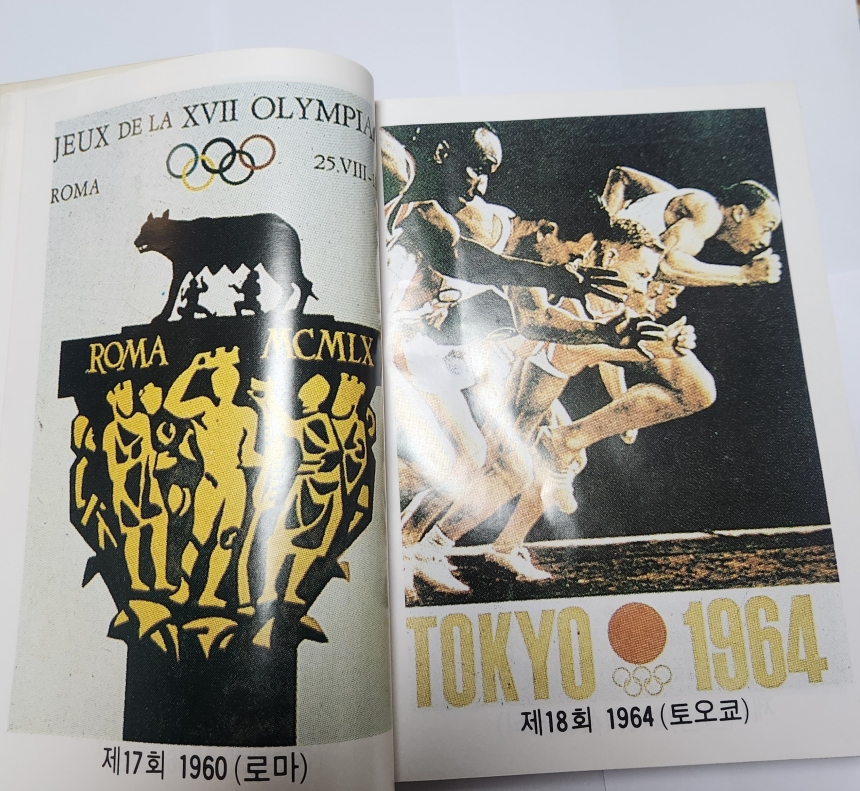 JEUX DE LA XVII OLYMPIA
ROMA
25.VIII-
ROMA MCMLX
제17회 1960 (로마)
TOKYO 1964
제18회 1964 (토오쿄)